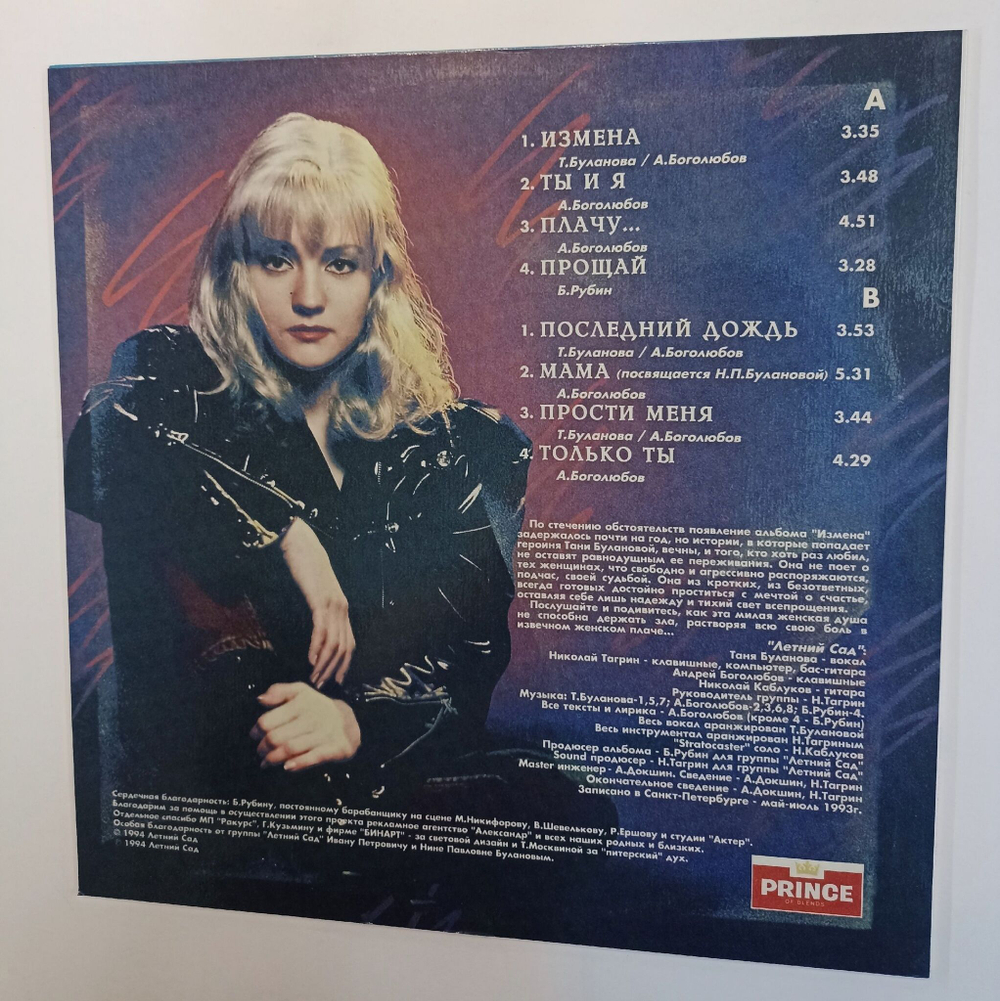 A
1. ИЗМЕНА 3.35
Т.Буланова / А.Боголюбов
2. ТЫ И Я 3.48
А.Боголюбов
3. ПЛАЧУ... 4.51
А.Боголюбов
4. ПРОЩАЙ 3.28
Б.Рубин
B
1. ПОСЛЕДНИЙ ДОЖДЬ 3.53
Т.Буланова / А.Боголюбов
2. МАМА (посвящается Н.П.Булановой) 5.31
А.Боголюбов
3. ПРОСТИ МЕНЯ 3.44
Т.Буланова / А.Боголюбов
4. ТОЛЬКО ТЫ 4.29
А.Боголюбов
По стечению обстоятельств появление альбома "Измена"
задержалось почти на год, но истории, в которые попадает
героиня Тани Булановой, вечны, и того, кто хоть раз любил,
не оставят равнодушным ее переживания. Она не поет о
тех женщинах, что свободно и агрессивно распоряжаются,
подчас, своей судьбой. Она из кротких, из безответных,
всегда готовых достойно проститься с мечтой о счастье,
оставляя себе лишь надежду и тихий свет всепрощения.
Послушайте и подивитесь, как эта милая женская душа
не способна держать зла, растворяя всю свою боль в
извечном женском плаче...
"Летний Сад":
Таня Буланова - вокал
Николай Тагрин - клавишные, компьютер, бас-гитара
Андрей Боголюбов - клавишные
Николай Каблуков - гитара
Руководитель группы - Н.Тагрин
Музыка: Т.Буланова-1,5,7; А.Боголюбов-2,3,6,8; Б.Рубин-4.
Все тексты и лирика - А.Боголюбов (кроме 4 - Б.Рубин)
Весь вокал аранжирован Т.Булановой
Весь инструментал аранжирован Н.Тагриным
"Stratocaster" соло - Н.Каблуков
Продюсер альбома - Б.Рубин для группы "Летний Сад"
Sound продюсер - Н.Тагрин для группы "Летний Сад"
Master инженер - А.Докшин. Сведение - А.Докшин, Н.Тагрин
Окончательное сведение - А.Докшин, Н.Тагрин
Записано в Санкт-Петербурге - май-июль 1993г.
Сердечная благодарность: Б.Рубину, постоянному барабанщику на сцене М.Никифорову, В.Шевелькову, Р.Ершову и студии "Актер".
Благодарим за помощь в осуществлении этого проекта рекламное агентство "Александр" и всех наших родных и близких.
Отдельное спасибо МП "Ракурс", Г.Кузьмину и фирме "БИНАРТ" - за световой дизайн и Т.Москвиной за "питерский" дух.
Особая благодарность от группы "Летний Сад" Ивану Петровичу и Нине Павловне Булановым.
© 1994 Летний Сад
℗ 1994 Летний Сад
PRINCE
OF BLENDS